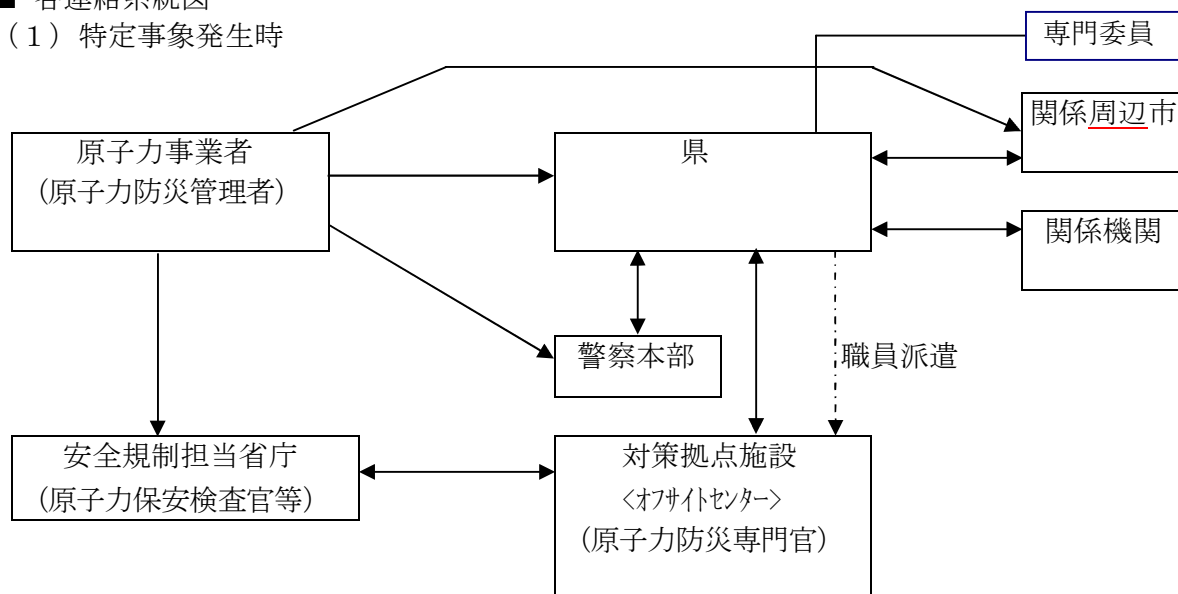 ■ 各連絡系統図
(1)特定事象発生時
専門委員
関係周辺市
原子力事業者
(原子力防災管理者)
県
関係機関
警察本部
職員派遣
安全規制担当省庁
(原子力保安検査官等)
対策拠点施設
<オフサイトセンター>
(原子力防災専門官)